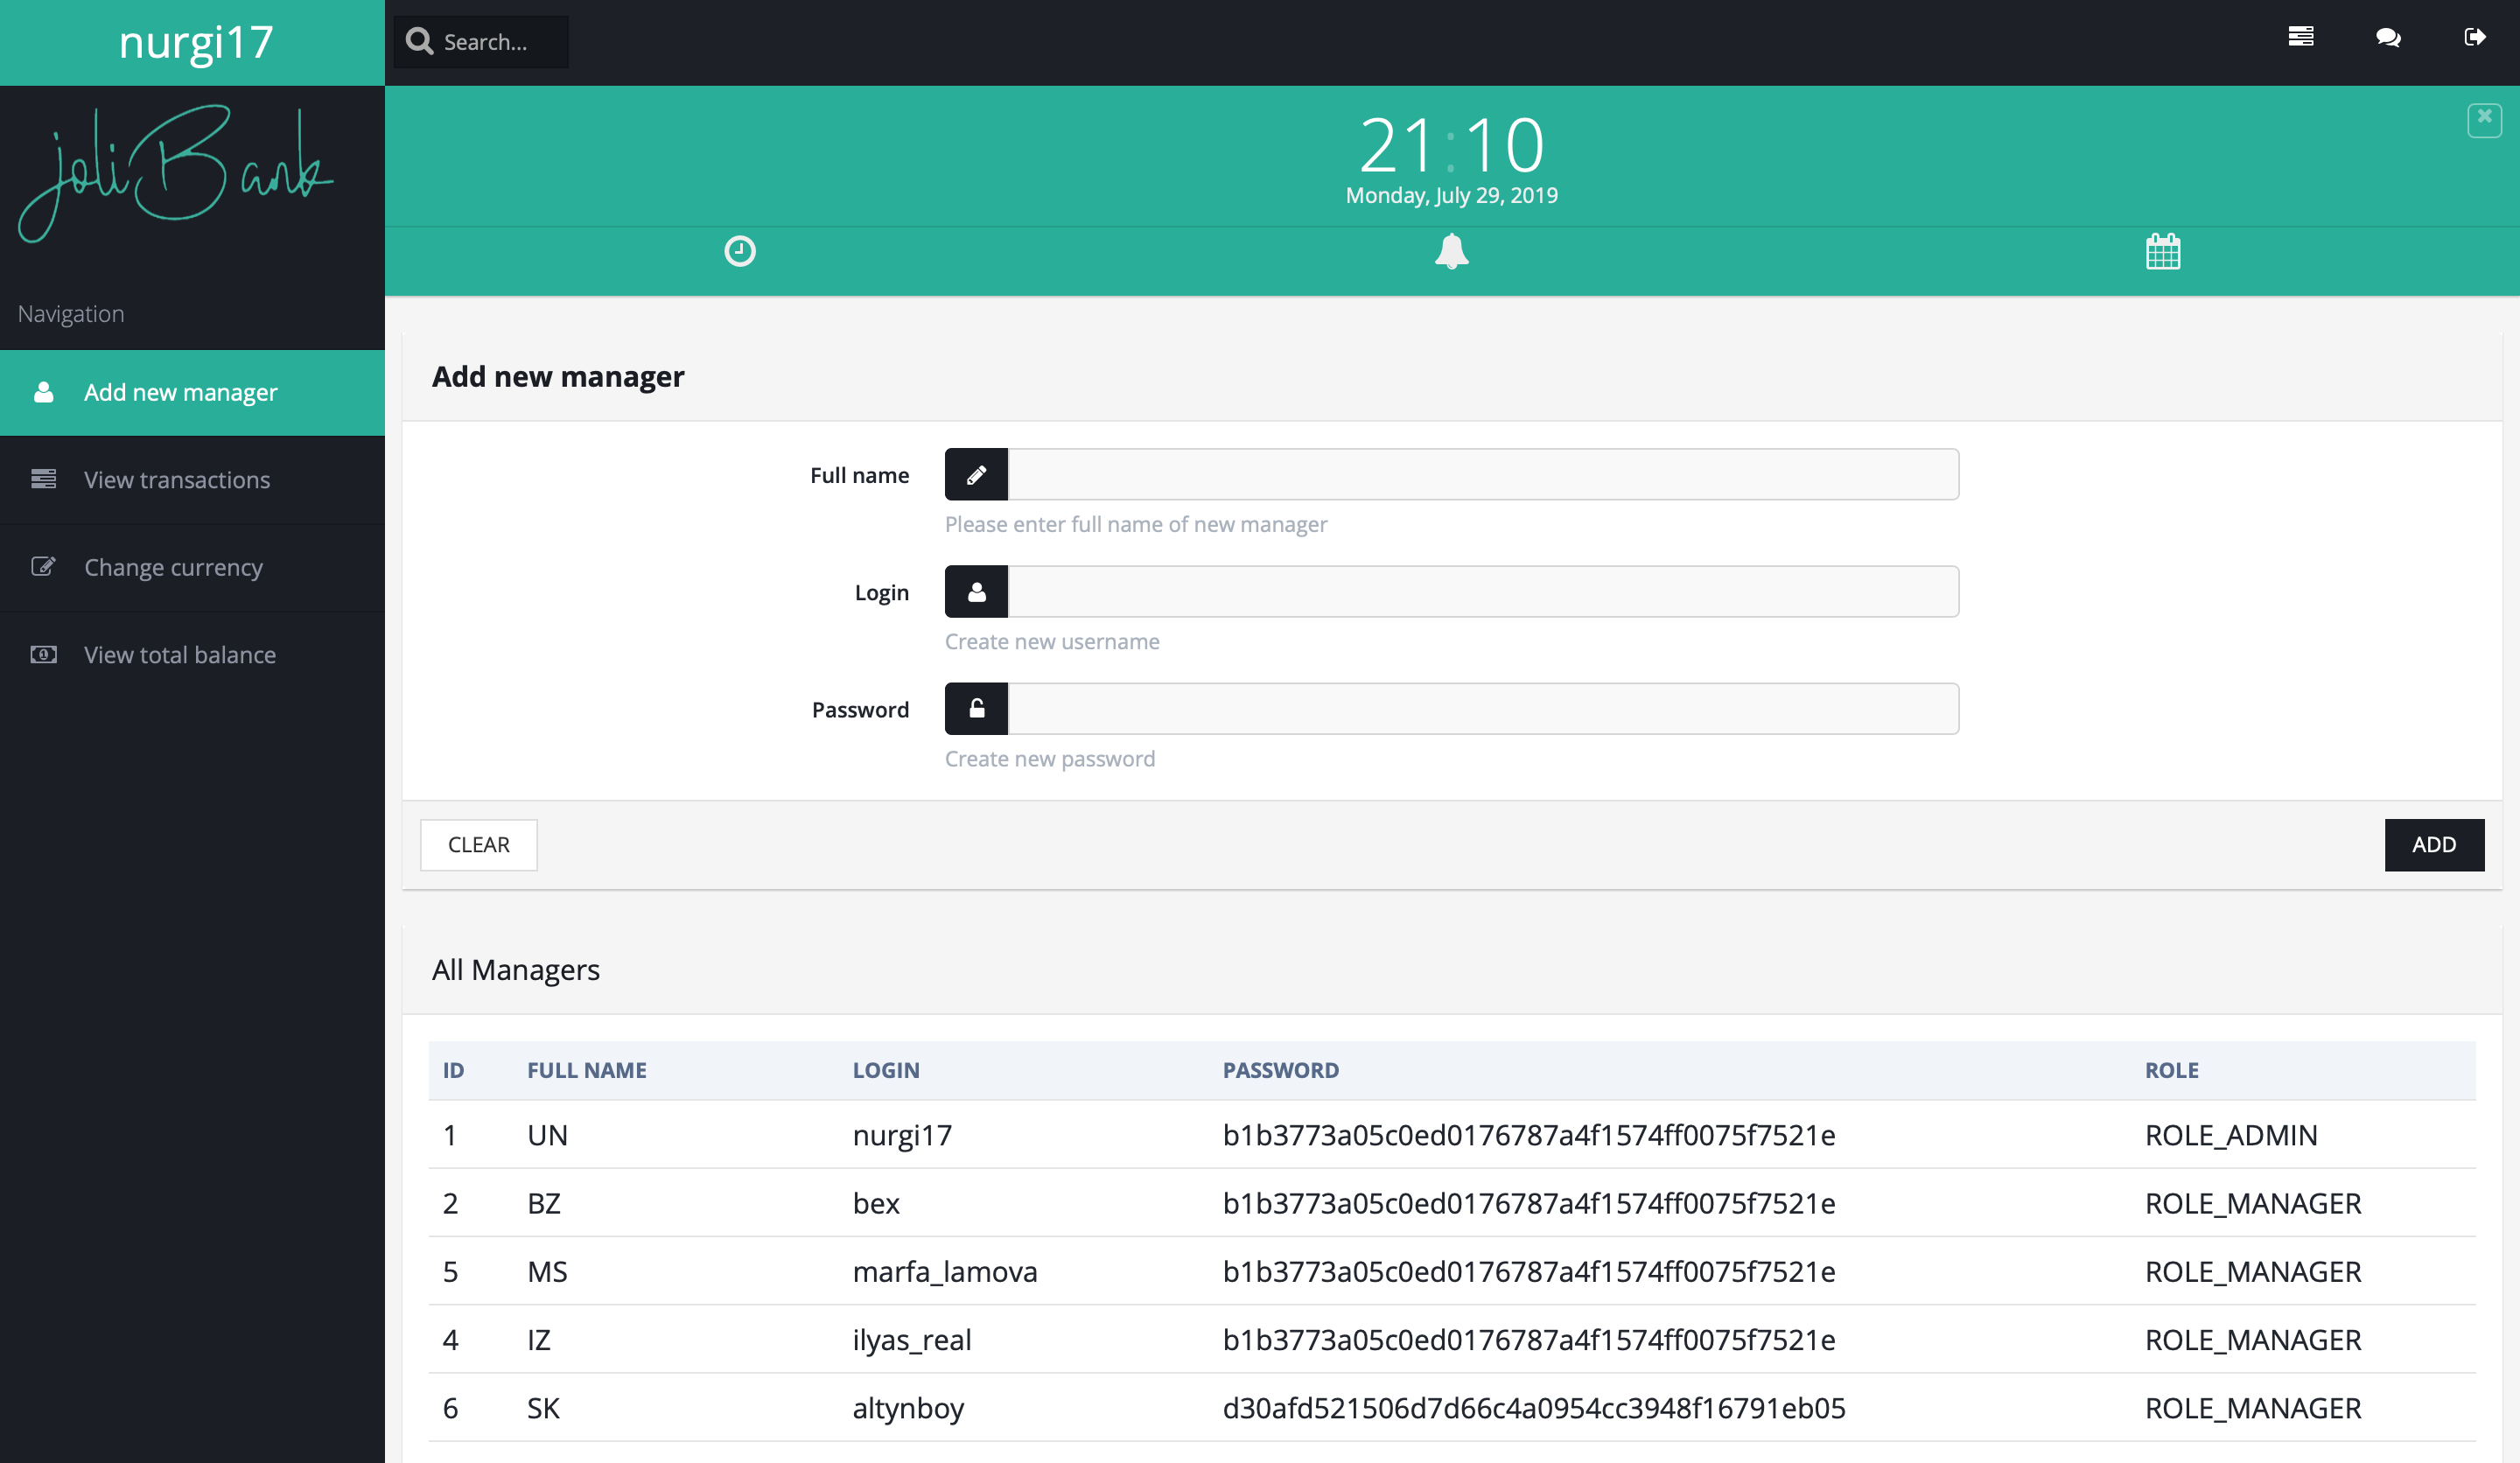 nurgi17
Search...
joli Bank
21:10
Monday, July 29, 2019
Navigation
Add new manager
View transactions
Change currency
View total balance
Add new manager
Full name
Please enter full name of new manager
Login
Create new username
Password
Create new password
CLEAR
ADD
All Managers
ID FULL NAME LOGIN PASSWORD ROLE
1 UN nurgi17 b1b3773a05c0ed0176787a4f1574ff0075f7521e ROLE_ADMIN
2 BZ bex b1b3773a05c0ed0176787a4f1574ff0075f7521e ROLE_MANAGER
5 MS marfa_lamova b1b3773a05c0ed0176787a4f1574ff0075f7521e ROLE_MANAGER
4 IZ ilyas_real b1b3773a05c0ed0176787a4f1574ff0075f7521e ROLE_MANAGER
6 SK altynboy d30afd521506d7d66c4a0954cc3948f16791eb05 ROLE_MANAGER